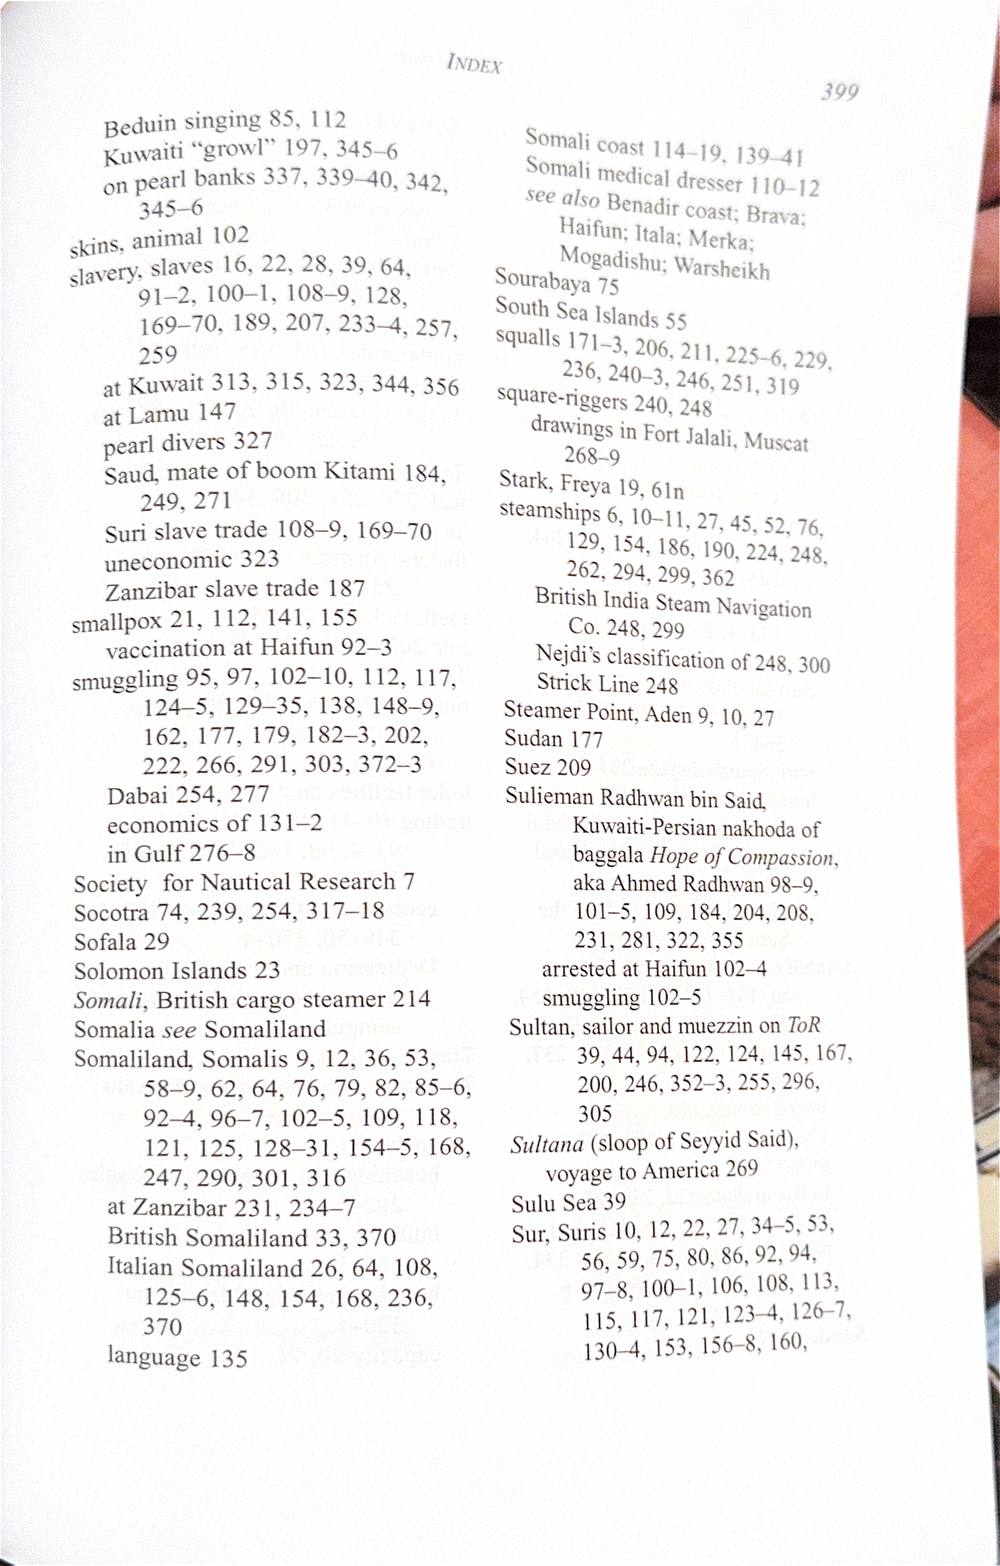 INDEX
399
Beduin singing 85, 112
Kuwaiti “growl” 197, 345–6
on pearl banks 337, 339–40, 342,
345–6
skins, animal 102
slavery, slaves 16, 22, 28, 39, 64,
91–2, 100–1, 108–9, 128,
169–70, 189, 207, 233–4, 257,
259
at Kuwait 313, 315, 323, 344, 356
at Lamu 147
pearl divers 327
Saud, mate of boom Kitami 184,
249, 271
Suri slave trade 108–9, 169–70
uneconomic 323
Zanzibar slave trade 187
smallpox 21, 112, 141, 155
vaccination at Haifun 92–3
smuggling 95, 97, 102–10, 112, 117,
124–5, 129–35, 138, 148–9,
162, 177, 179, 182–3, 202,
222, 266, 291, 303, 372–3
Dabai 254, 277
economics of 131–2
in Gulf 276–8
Society for Nautical Research 7
Socotra 74, 239, 254, 317–18
Sofala 29
Solomon Islands 23
Somali, British cargo steamer 214
Somalia see Somaliland
Somaliland, Somalis 9, 12, 36, 53,
58–9, 62, 64, 76, 79, 82, 85–6,
92–4, 96–7, 102–5, 109, 118,
121, 125, 128–31, 154–5, 168,
247, 290, 301, 316
at Zanzibar 231, 234–7
British Somaliland 33, 370
Italian Somaliland 26, 64, 108,
125–6, 148, 154, 168, 236,
370
language 135
Somali coast 114–19, 139–41
Somali medical dresser 110–12
see also Benadir coast; Brava;
Haifun; Itala; Merka;
Mogadishu; Warsheikh
Sourabaya 75
South Sea Islands 55
squalls 171–3, 206, 211, 225–6, 229,
236, 240–3, 246, 251, 319
square-riggers 240, 248
drawings in Fort Jalali, Muscat
268–9
Stark, Freya 19, 61n
steamships 6, 10–11, 27, 45, 52, 76,
129, 154, 186, 190, 224, 248,
262, 294, 299, 362
British India Steam Navigation
Co. 248, 299
Nejdi’s classification of 248, 300
Strick Line 248
Steamer Point, Aden 9, 10, 27
Sudan 177
Suez 209
Sulieman Radhwan bin Said,
Kuwaiti-Persian nakhoda of
baggala Hope of Compassion,
aka Ahmed Radhwan 98–9,
101–5, 109, 184, 204, 208,
231, 281, 322, 355
arrested at Haifun 102–4
smuggling 102–5
Sultan, sailor and muezzin on ToR
39, 44, 94, 122, 124, 145, 167,
200, 246, 352–3, 255, 296,
305
Sultana (sloop of Seyyid Said),
voyage to America 269
Sulu Sea 39
Sur, Suris 10, 12, 22, 27, 34–5, 53,
56, 59, 75, 80, 86, 92, 94,
97–8, 100–1, 106, 108, 113,
115, 117, 121, 123–4, 126–7,
130–4, 153, 156–8, 160,